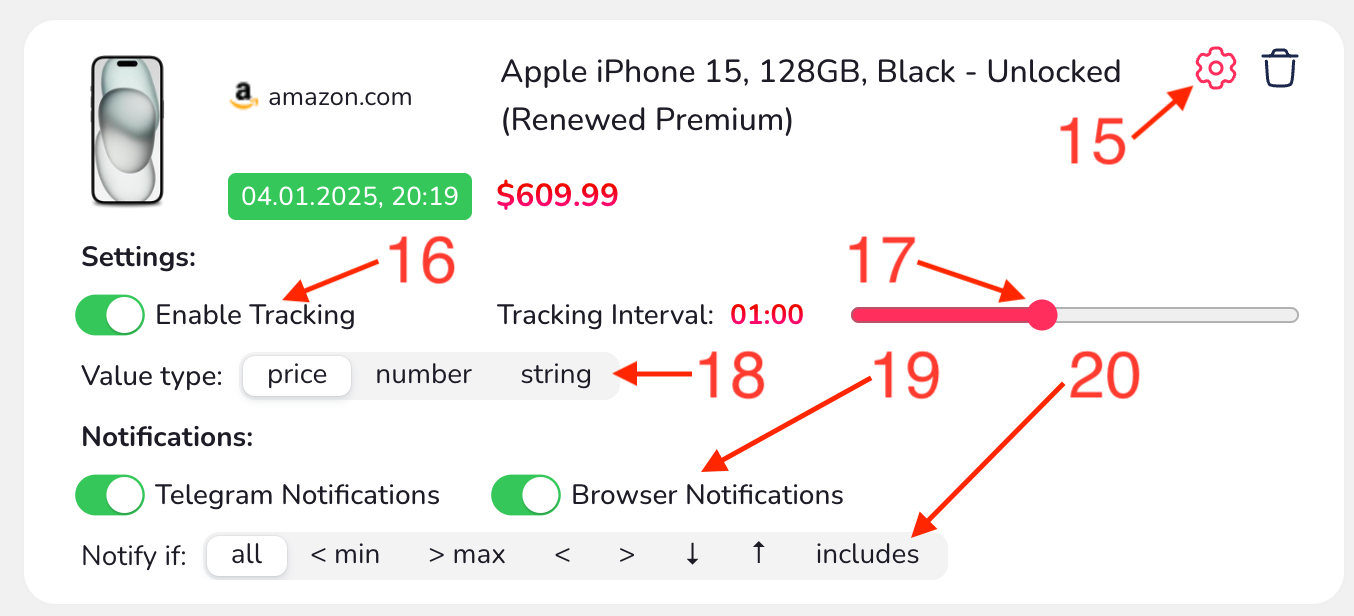 Apple iPhone 15, 128GB, Black - Unlocked
(Renewed Premium)
amazon.com
15
04.01.2025, 20:19 $609.99
Settings:
16
17
Enable Tracking Tracking Interval: 01:00
Value type: price number string
18
19
20
Notifications:
Telegram Notifications Browser Notifications
Notify if: all < min > max < > ↓ ↑ includes